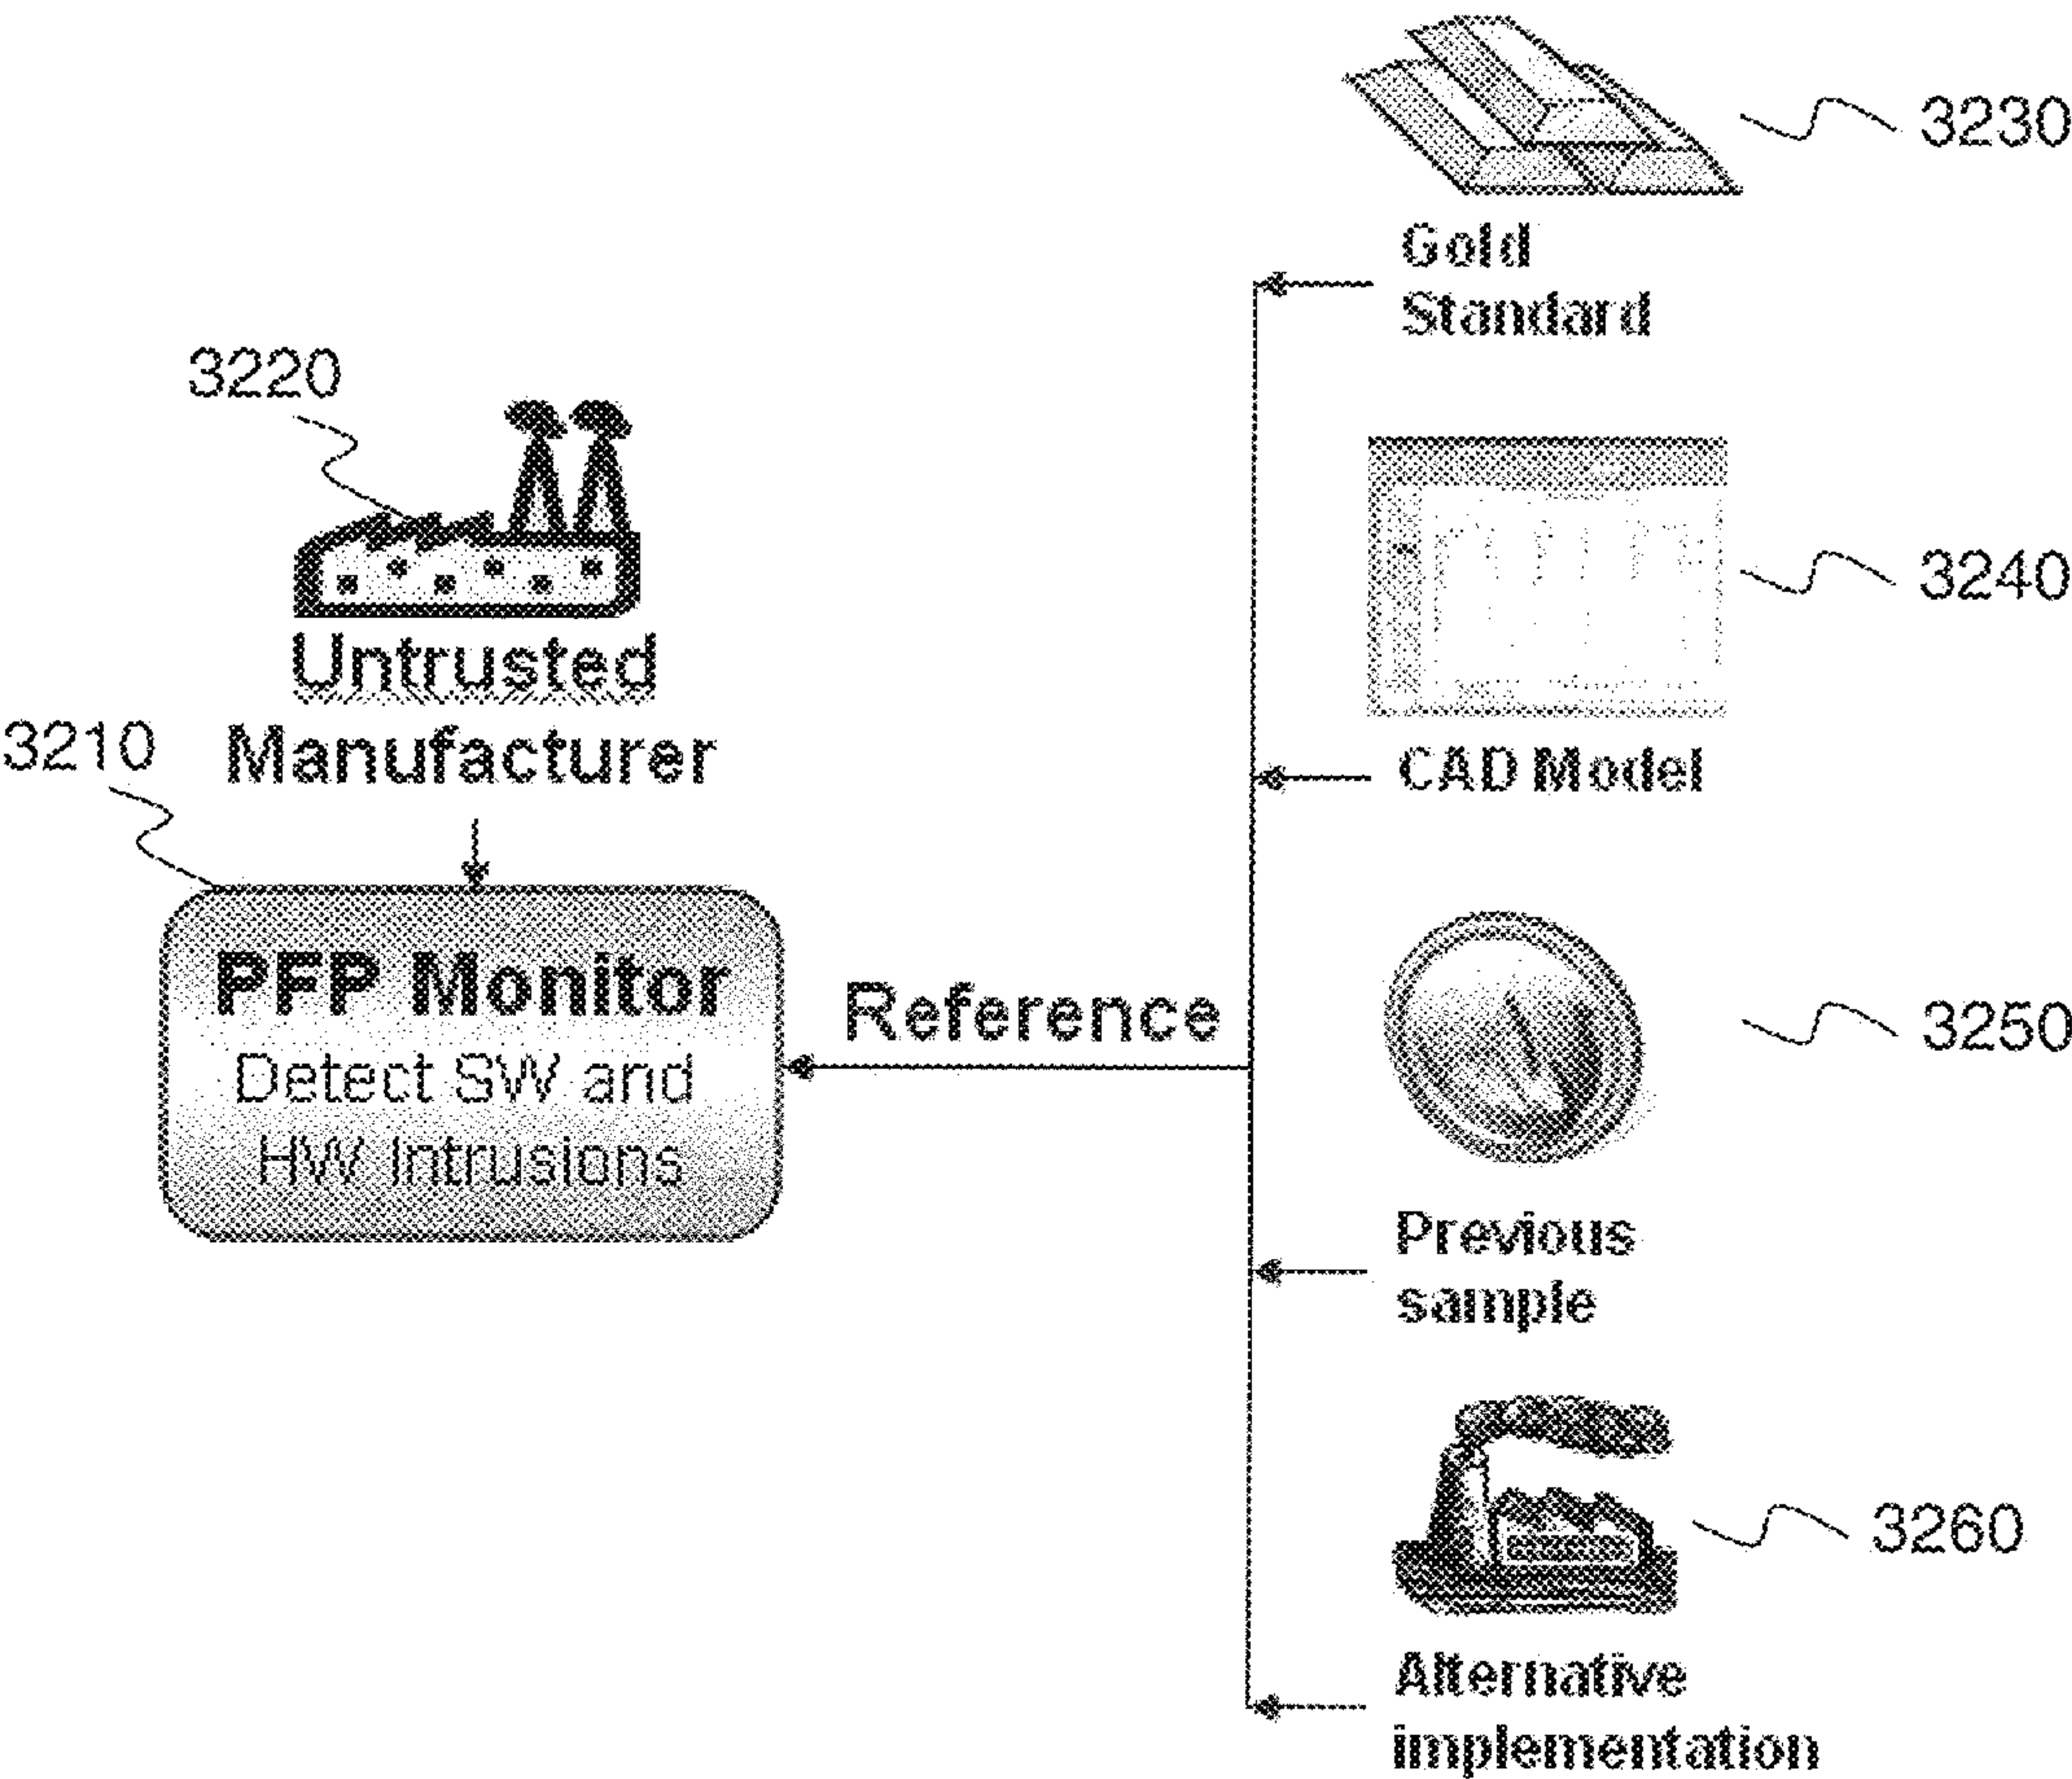 3230
Gold
Standard
3220
3240
Untrusted
Manufacturer
3210
CAD Model
PFP Monitor
Detect SW and
HW Intrusions
Reference
3250
Previous
sample
3260
Alternative
implementation